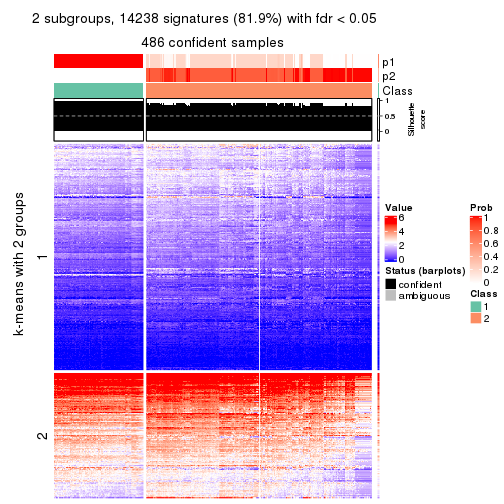 2 subgroups, 14238 signatures (81.9%) with fdr < 0.05
486 confident samples
p1
p2
Class
1
0.5
0
Silhouette
score
k-means with 2 groups
1
2
Value
6
4
2
0
Status (barplots)
confident
ambiguous
Prob
1
0.8
0.6
0.4
0.2
0
Class
1
2